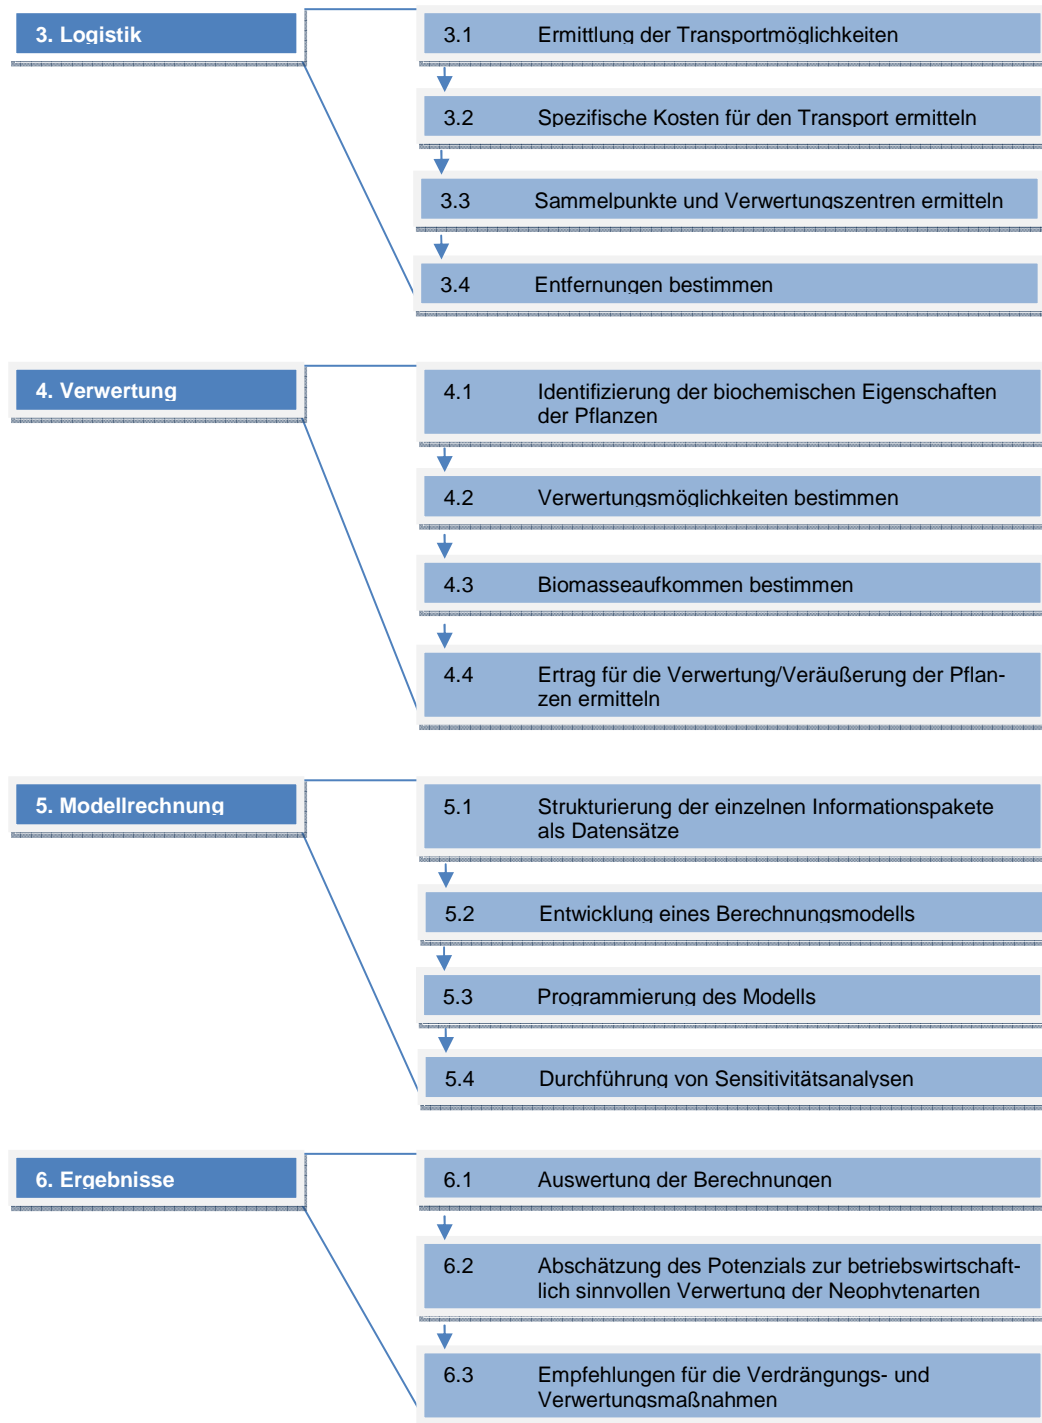 3. Logistik
3.1 Ermittlung der Transportmöglichkeiten
3.2 Spezifische Kosten für den Transport ermitteln
3.3 Sammelpunkte und Verwertungszentren ermitteln
3.4 Entfernungen bestimmen
4. Verwertung
4.1 Identifizierung der biochemischen Eigenschaften
der Pflanzen
4.2 Verwertungsmöglichkeiten bestimmen
4.3 Biomasseaufkommen bestimmen
4.4 Ertrag für die Verwertung/Veräußerung der Pflan-
zen ermitteln
5. Modellrechnung
5.1 Strukturierung der einzelnen Informationspakete
als Datensätze
5.2 Entwicklung eines Berechnungsmodells
5.3 Programmierung des Modells
5.4 Durchführung von Sensitivitätsanalysen
6. Ergebnisse
6.1 Auswertung der Berechnungen
6.2 Abschätzung des Potenzials zur betriebswirtschaft-
lich sinnvollen Verwertung der Neophytenarten
6.3 Empfehlungen für die Verdrängungs- und
Verwertungsmaßnahmen